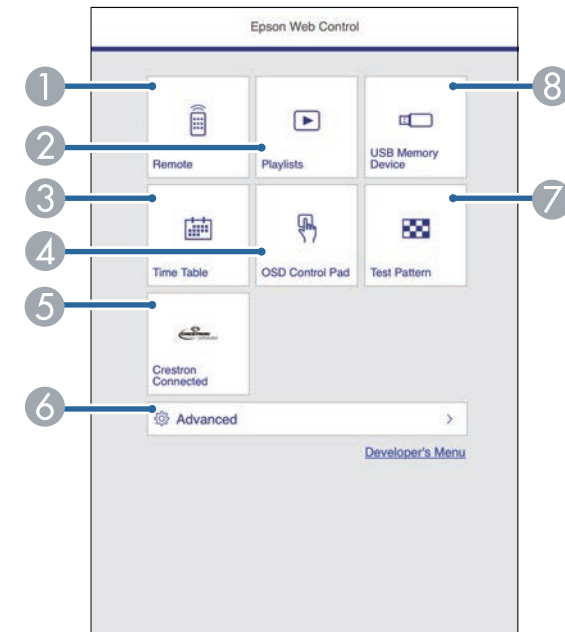 Epson Web Control
1
8
2
Remote
Playlists
USB Memory
Device
3
7
4
Time Table
OSD Control Pad
Test Pattern
5
CRESTRON
Crestron
Connected
6
Advanced
Developer's Menu